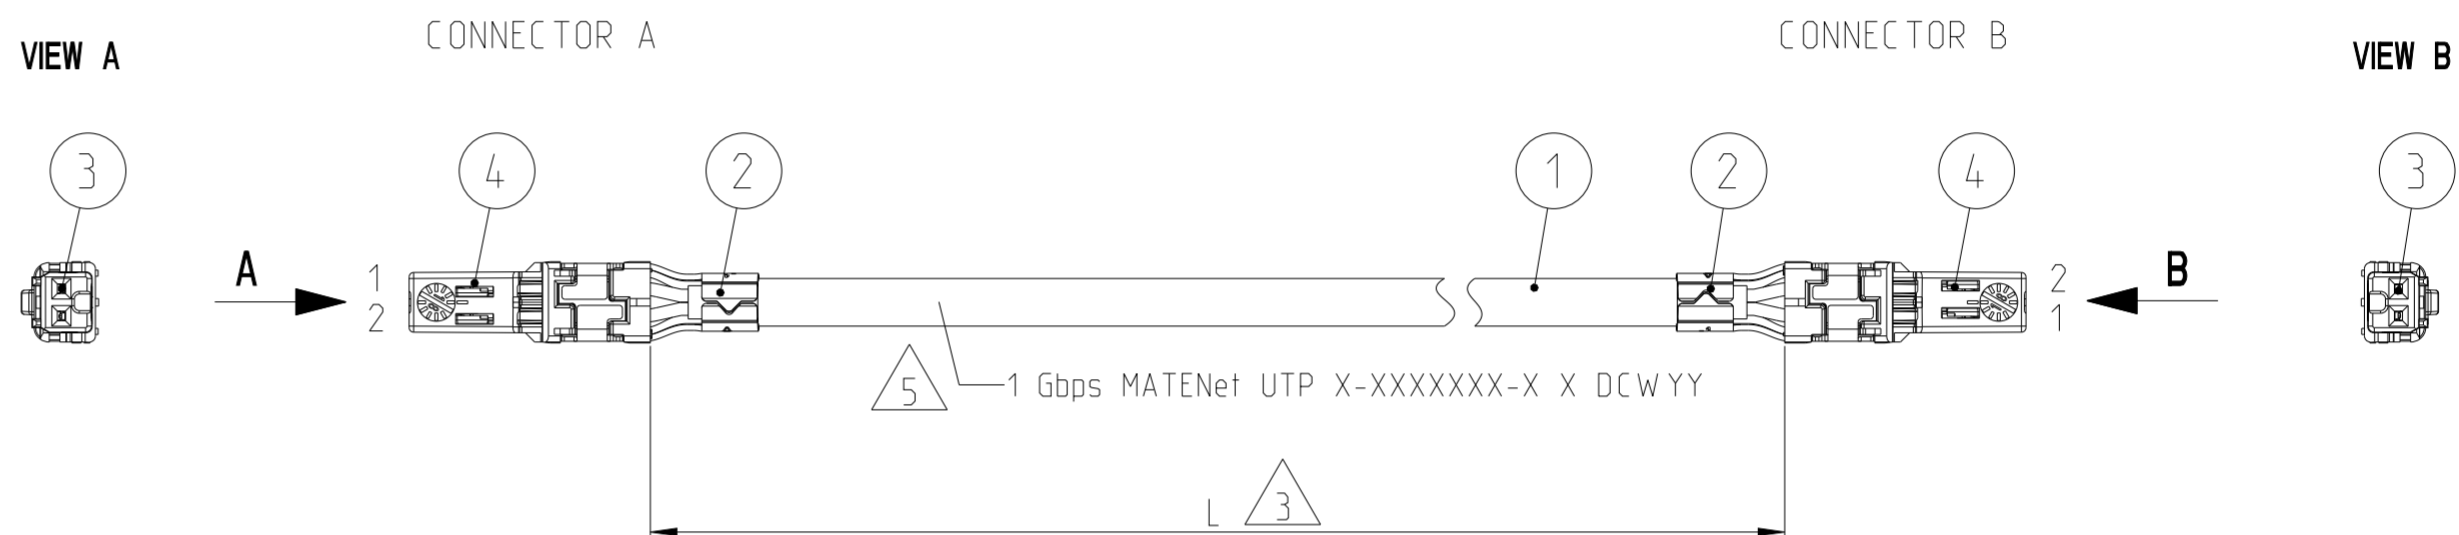 CONNECTOR A
CONNECTOR B
VIEW A
VIEW B
3
4
2
1
2
4
3
A
1
2
2
1
B
5
1 Gbps MATENet UTP X-XXXXXXX-X X DCWYY
L
3